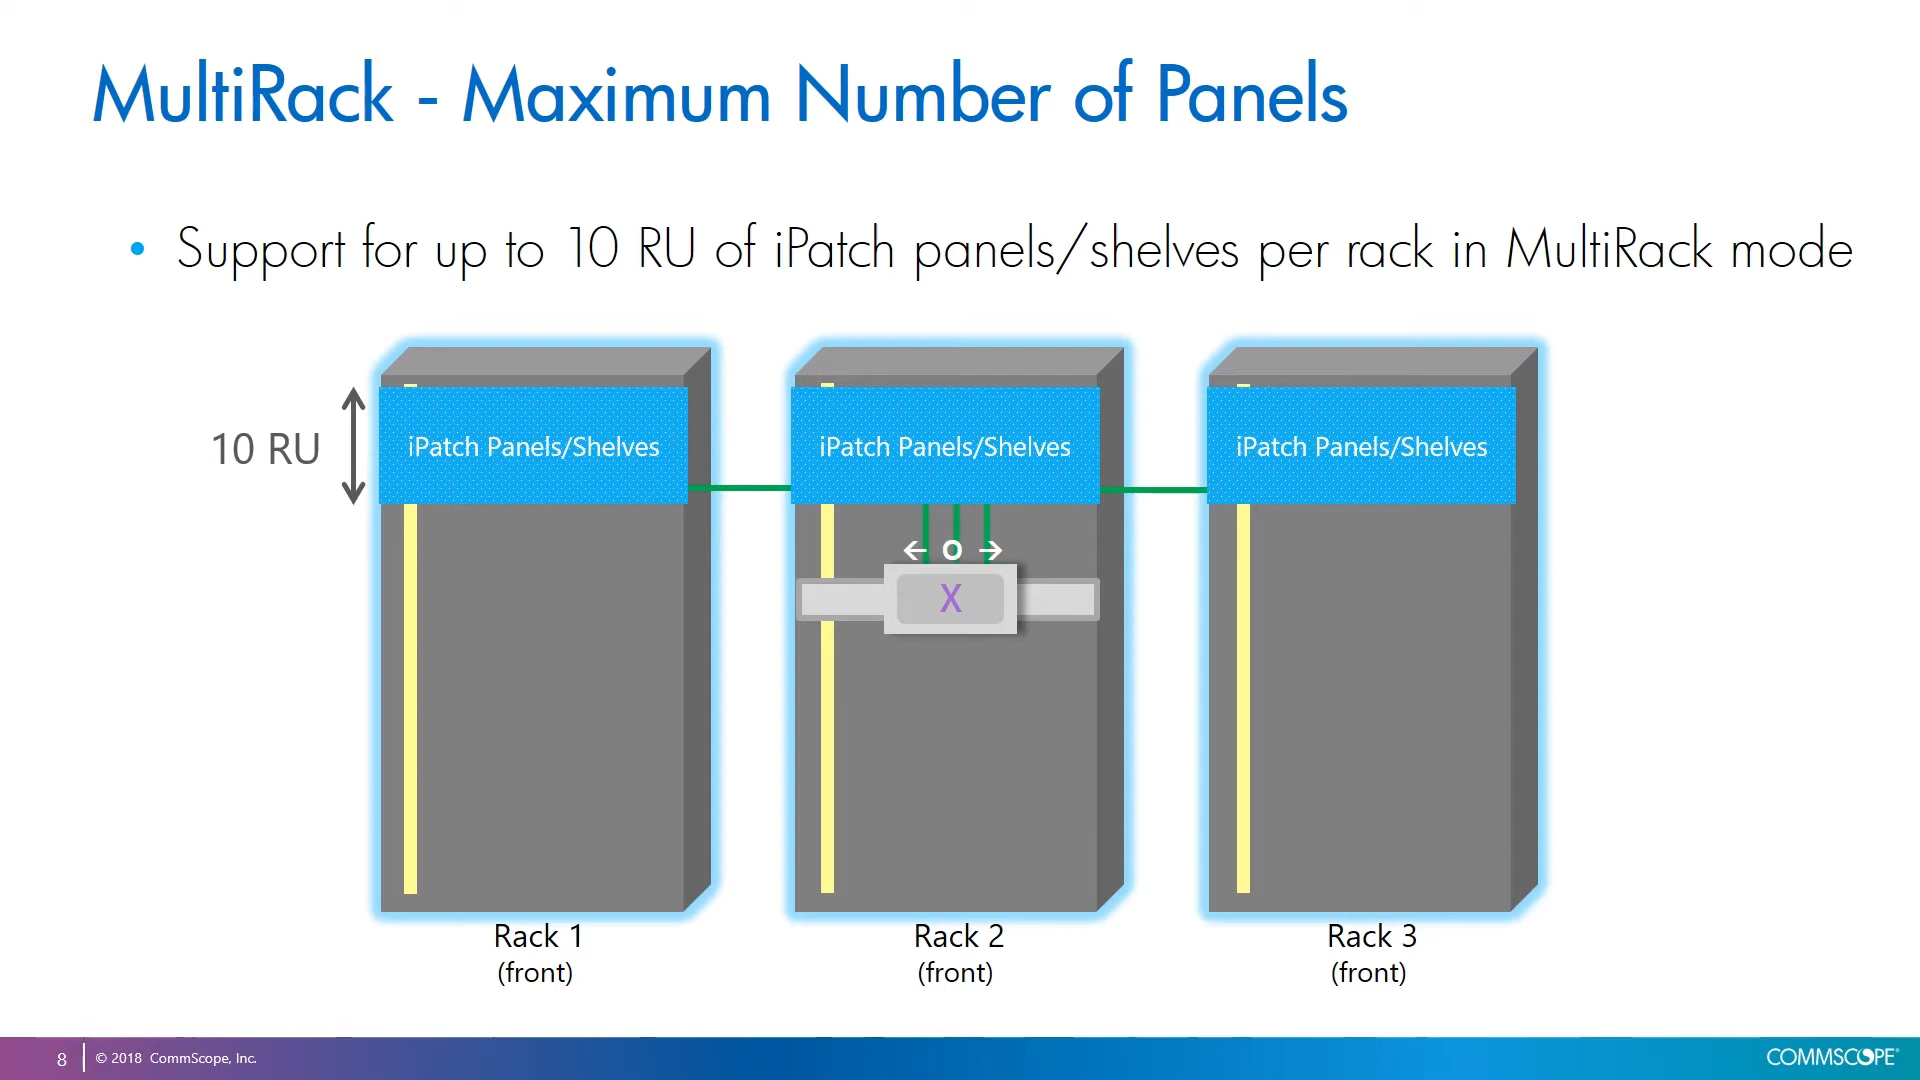 MultiRack - Maximum Number of Panels
• Support for up to 10 RU of iPatch panels/shelves per rack in MultiRack mode
10 RU
iPatch Panels/Shelves
iPatch Panels/Shelves
iPatch Panels/Shelves
← O →
X
Rack 1
(front)
Rack 2
(front)
Rack 3
(front)
8
© 2018 CommScope, Inc.
COMMSCOPE®